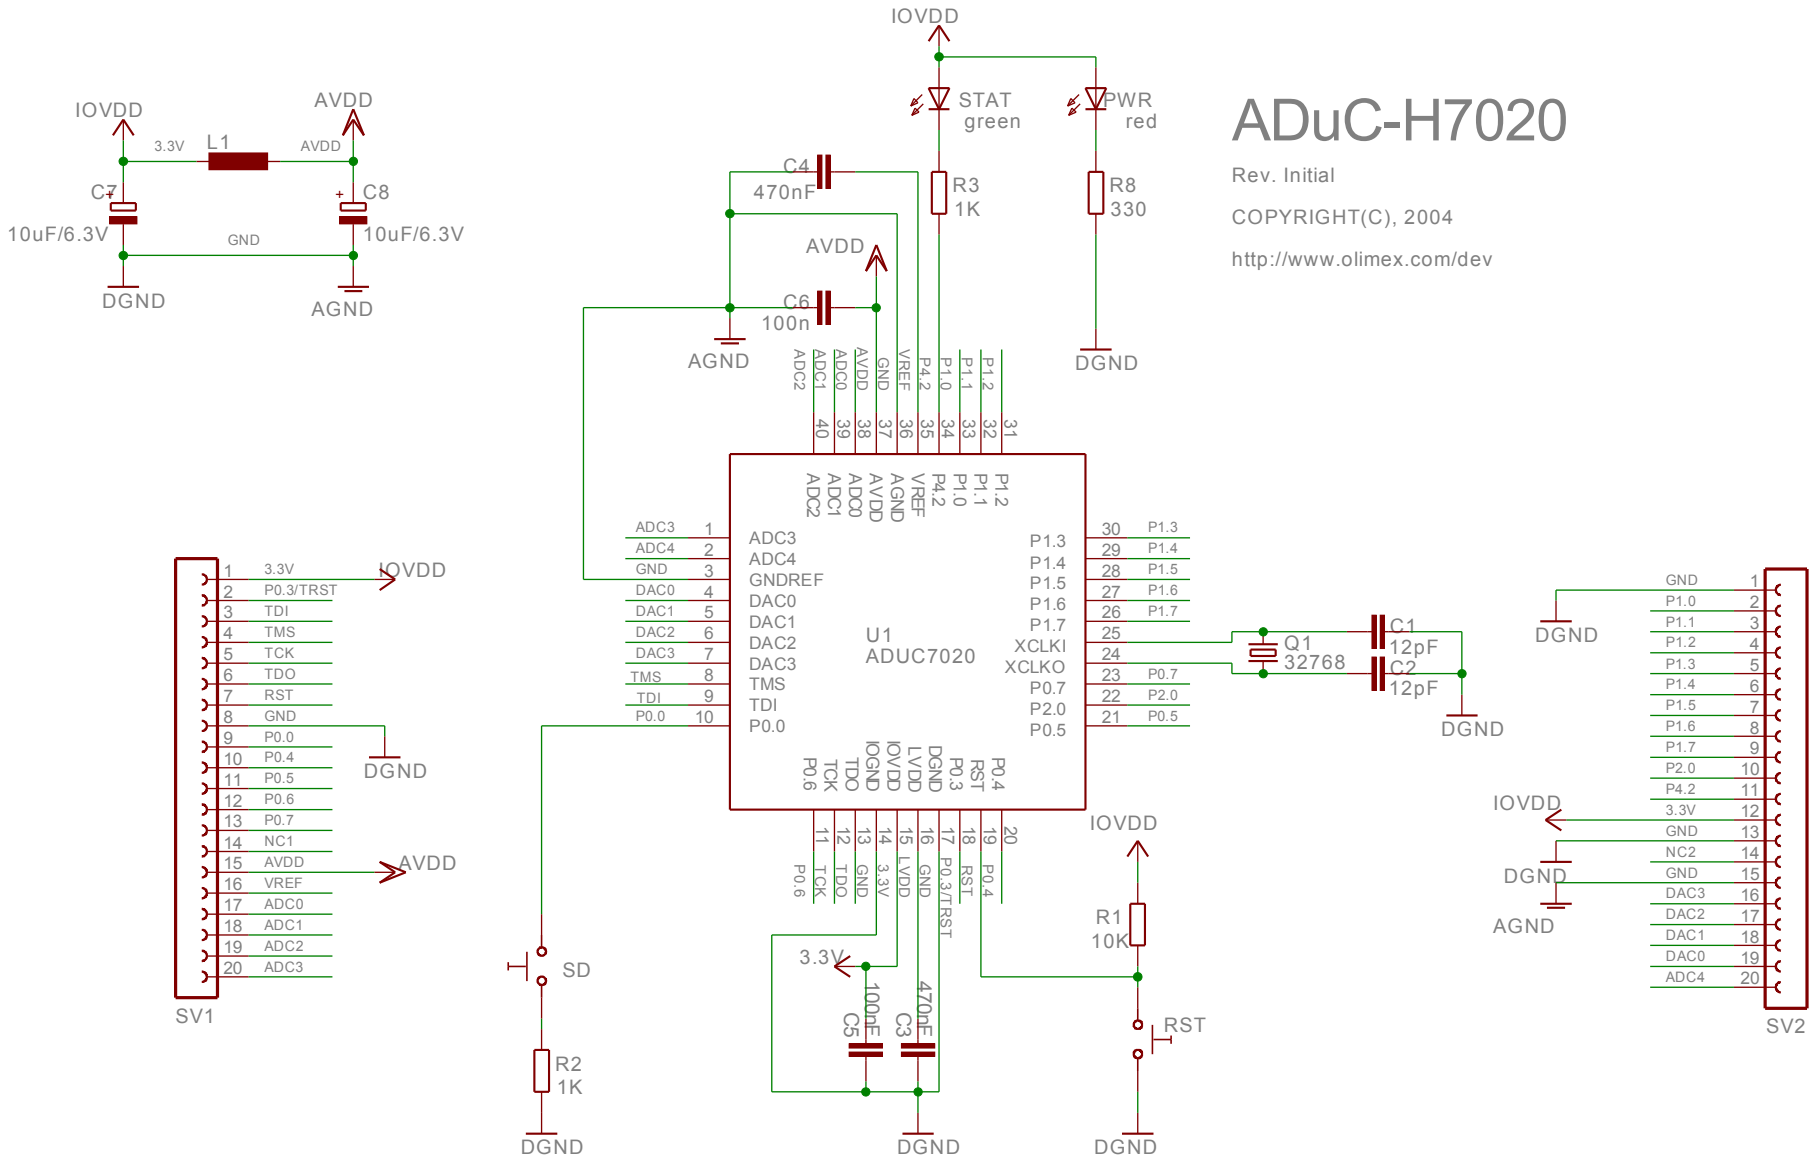 IOVDD
STAT
green
PWR
red
ADuC-H7020
Rev. Initial
COPYRIGHT(C), 2004
http://www.olimex.com/dev
IOVDD
AVDD
3.3V
L1
AVDD
C7
+
10uF/6.3V
+
C8
10uF/6.3V
GND
DGND
AGND
C4
470nF
R3
1K
R8
330
AVDD
C6
100n
AGND
DGND
ADC2
ADC1
ADC0
AVDD
GND
VREF
P4.2
P1.0
P1.1
P1.2
40
39
38
37
36
35
34
33
32
31
ADC2
ADC1
ADC0
AVDD
AGND
VREF
P4.2
P1.0
P1.1
P1.2
ADC3 1 ADC3
ADC4 2 ADC4
GND 3 GNDREF
DAC0 4 DAC0
DAC1 5 DAC1
DAC2 6 DAC2
DAC3 7 DAC3
TMS 8 TMS
TDI 9 TDI
P0.0 10 P0.0
U1
ADUC7020
P1.3 30 P1.3
P1.4 29 P1.4
P1.5 28 P1.5
P1.6 27 P1.6
P1.7 26 P1.7
XCLKI 25
XCLKO 24
P0.7 23 P0.7
P2.0 22 P2.0
P0.5 21 P0.5
Q1
32768
C1
12pF
C2
12pF
DGND
P0.6
TCK
TDO
IOGND
IOVDD
LVDD
DGND
P0.3
RST
P0.4
11
12
13
14
15
16
17
18
19
20
P0.6
TCK
TDO
GND
3.3V
LVDD
GND
P0.3/TRST
RST
P0.4
1 3.3V IOVDD
2 P0.3/TRST
3 TDI
4 TMS
5 TCK
6 TDO
7 RST
8 GND
DGND
9 P0.0
10 P0.4
11 P0.5
12 P0.6
13 P0.7
14 NC1
15 AVDD AVDD
16 VREF
17 ADC0
18 ADC1
19 ADC2
20 ADC3
SV1
SD
R2
1K
DGND
3.3V
100nF
C5
470nF
C3
DGND
IOVDD
R1
10K
RST
DGND
GND 1
DGND
P1.0 2
P1.1 3
P1.2 4
P1.3 5
P1.4 6
P1.5 7
P1.6 8
P1.7 9
P2.0 10
P4.2 11
IOVDD 3.3V 12
GND 13
DGND
NC2 14
GND 15
AGND
DAC3 16
DAC2 17
DAC1 18
DAC0 19
ADC4 20
SV2